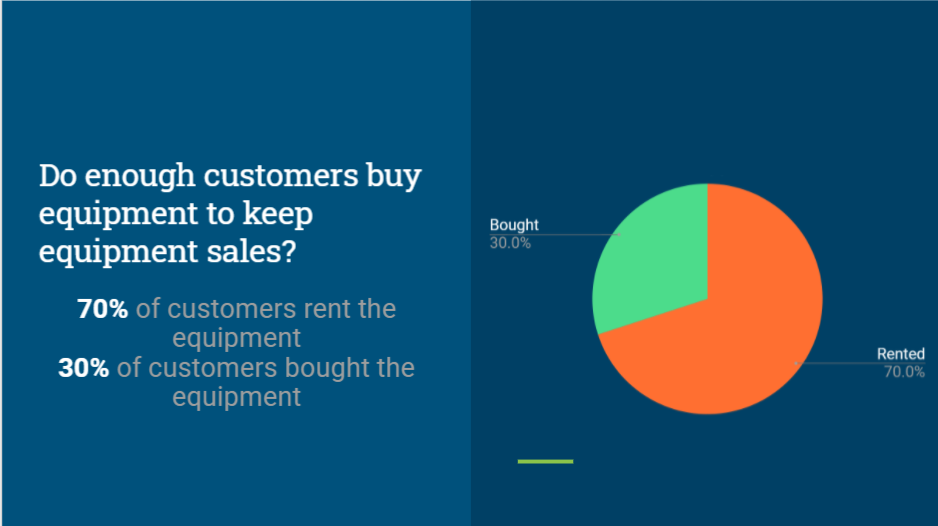 Do enough customers buy
equipment to keep
equipment sales?
70% of customers rent the
equipment
30% of customers bought the
equipment
Bought
30.0%
Rented
70.0%